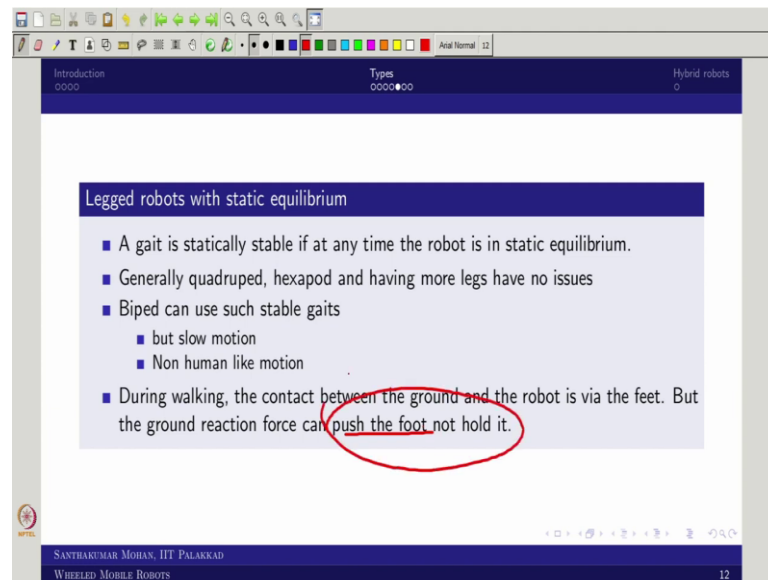 Arial Normal 12
Introduction Types Hybrid robots
Legged robots with static equilibrium
A gait is statically stable if at any time the robot is in static equilibrium.
Generally quadruped, hexapod and having more legs have no issues
Biped can use such stable gaits
but slow motion
Non human like motion
During walking, the contact between the ground and the robot is via the feet. But
the ground reaction force can push the foot not hold it.
NPTEL
SANTHAKUMAR MOHAN, IIT PALAKKAD
WHEELED MOBILE ROBOTS 12